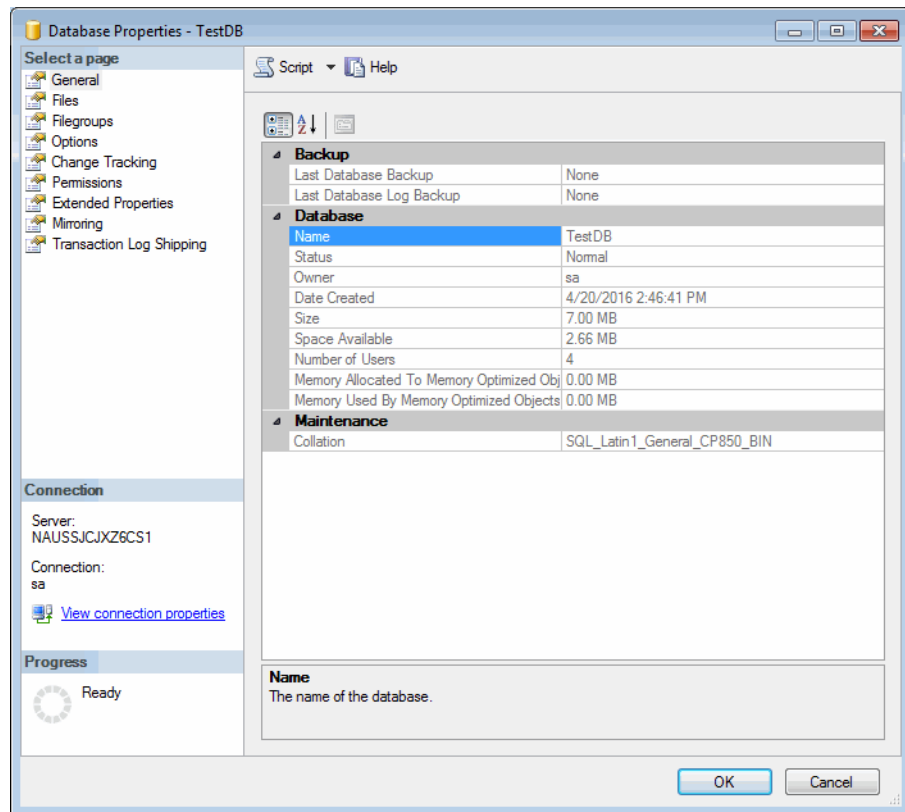 Database Properties - TestDB
Select a page
General
Files
Filegroups
Options
Change Tracking
Permissions
Extended Properties
Mirroring
Transaction Log Shipping
Connection
Server:
NAUSSJCJXZ6CS1
Connection:
sa
View connection properties
Progress
Ready
Script Help
Backup
Last Database Backup None
Last Database Log Backup None
Database
Name TestDB
Status Normal
Owner sa
Date Created 4/20/2016 2:46:41 PM
Size 7.00 MB
Space Available 2.66 MB
Number of Users 4
Memory Allocated To Memory Optimized Obj 0.00 MB
Memory Used By Memory Optimized Objects 0.00 MB
Maintenance
Collation SQL_Latin1_General_CP850_BIN
Name
The name of the database.
OK Cancel